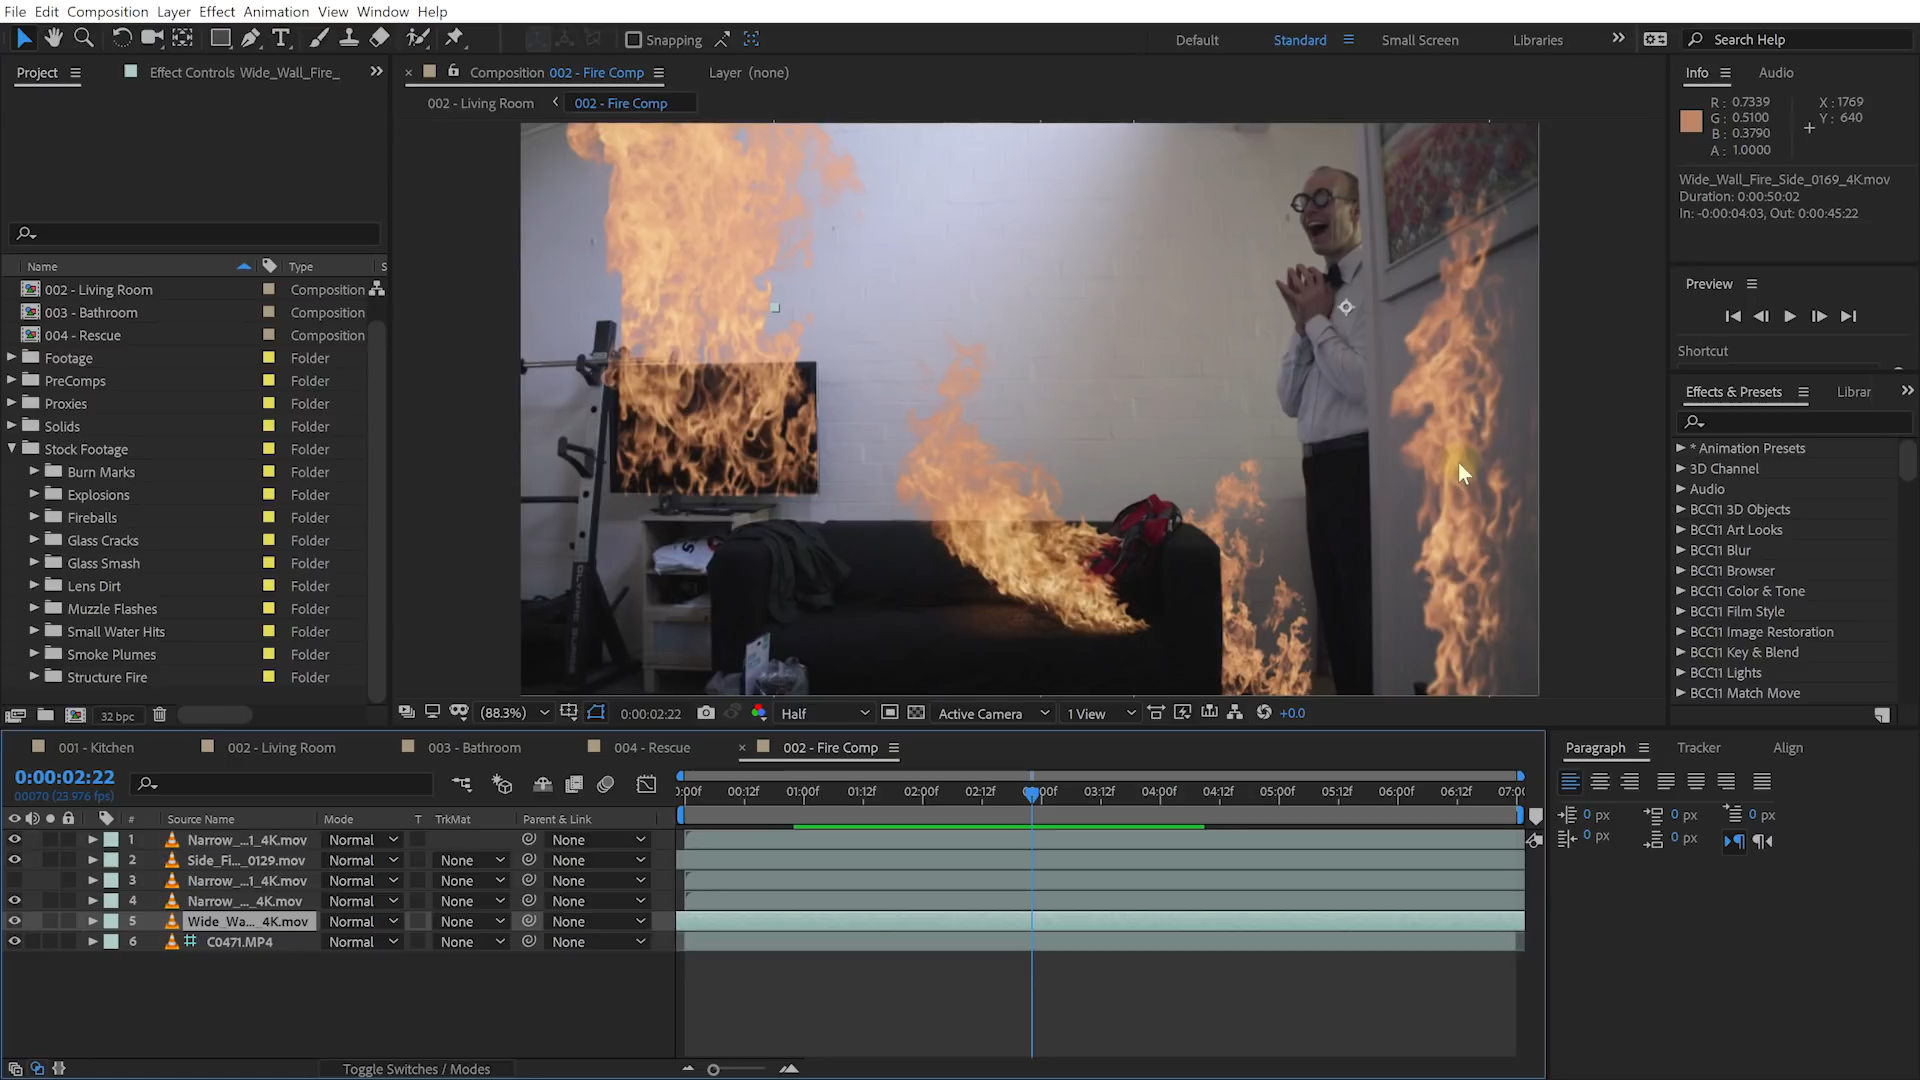 File Edit Composition Layer Effect Animation View Window Help
Snapping Default Standard Small Screen Libraries Search Help
Project Effect Controls Wide_Wall_Fire_ Composition 002 - Fire Comp Layer (none) Info Audio
002 - Living Room 002 - Fire Comp
R : 0.7339 X : 1769
G : 0.5100 Y : 640
B : 0.3790
A : 1.0000
Wide_Wall_Fire_Side_0169_4K.mov
Duration: 0:00:50:02
In: -0:00:04:03, Out: 0:00:45:22
Name Type S
002 - Living Room Composition
003 - Bathroom Composition
004 - Rescue Composition
Footage Folder
PreComps Folder
Proxies Folder
Solids Folder
Stock Footage Folder
Burn Marks Folder
Explosions Folder
Fireballs Folder
Glass Cracks Folder
Glass Smash Folder
Lens Dirt Folder
Muzzle Flashes Folder
Small Water Hits Folder
Smoke Plumes Folder
Structure Fire Folder
32 bpc
Preview
Shortcut
Effects & Presets Librar
* Animation Presets
3D Channel
Audio
BCC11 3D Objects
BCC11 Art Looks
BCC11 Blur
BCC11 Browser
BCC11 Color & Tone
BCC11 Film Style
BCC11 Image Restoration
BCC11 Key & Blend
BCC11 Lights
BCC11 Match Move
(88.3%) 0:00:02:22 Half Active Camera 1 View +0.0
001 - Kitchen 002 - Living Room 003 - Bathroom 004 - Rescue 002 - Fire Comp
0:00:02:22
00070 (23.976 fps)
):00f 00:12f 01:00f 01:12f 02:00f 02:12f 03:12f 04:00f 04:12f 05:00f 05:12f 06:00f 06:12f 07:00
# Source Name Mode T TrkMat Parent & Link
1 Narrow_...1_4K.mov Normal None
2 Side_Fi..._0129.mov Normal None None
3 Narrow_...1_4K.mov Normal None None
4 Narrow_..._4K.mov Normal None None
5 Wide_Wa..._4K.mov Normal None None
6 C0471.MP4 Normal None None
Toggle Switches / Modes
Paragraph Tracker Align
0 px 0 px 0 px
0 px 0 px